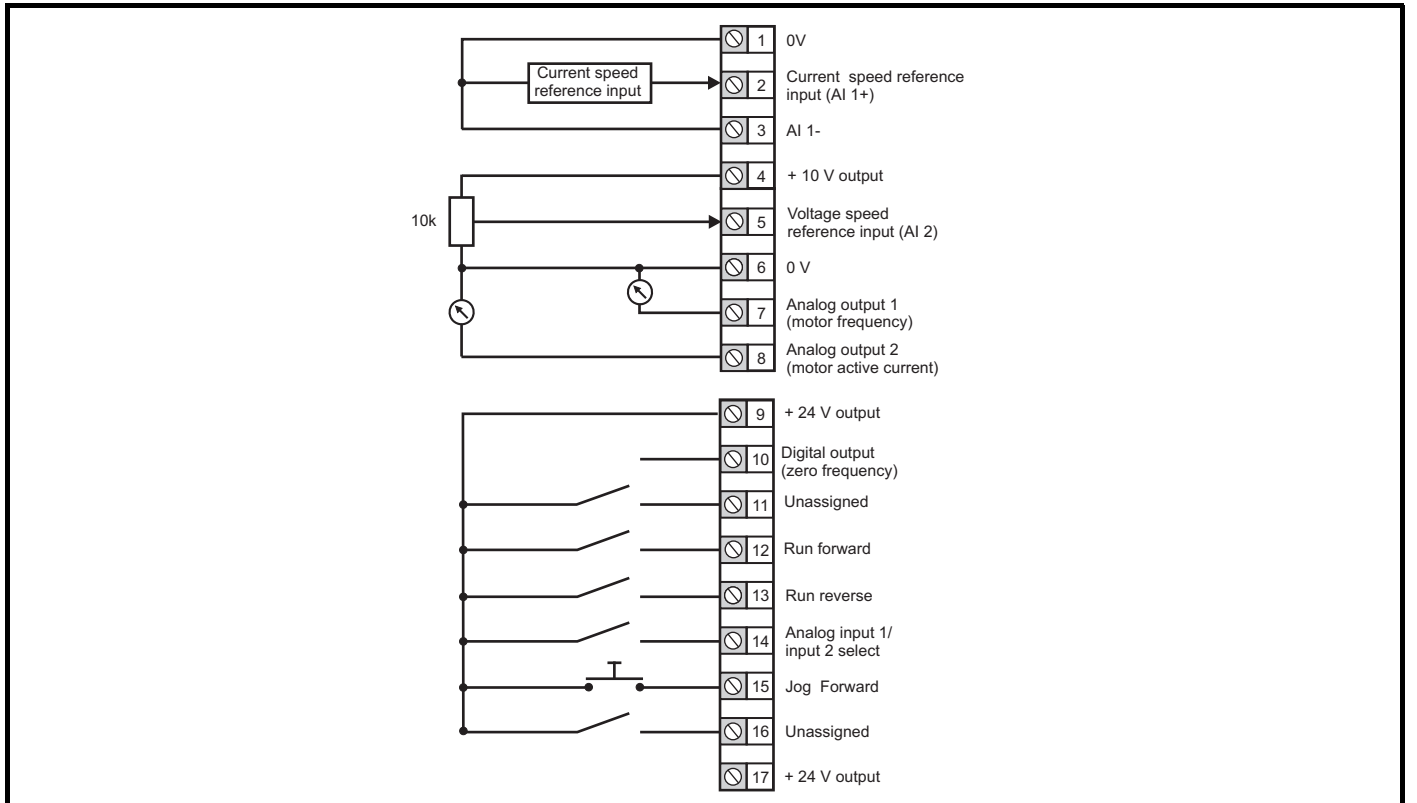 1 0V
Current speed
reference input
2 Current speed reference
input (AI 1+)
3 AI 1-
4 + 10 V output
10k
5 Voltage speed
reference input (AI 2)
6 0 V
7 Analog output 1
(motor frequency)
8 Analog output 2
(motor active current)
9 + 24 V output
10 Digital output
(zero frequency)
11 Unassigned
12 Run forward
13 Run reverse
14 Analog input 1/
input 2 select
15 Jog Forward
16 Unassigned
17 + 24 V output